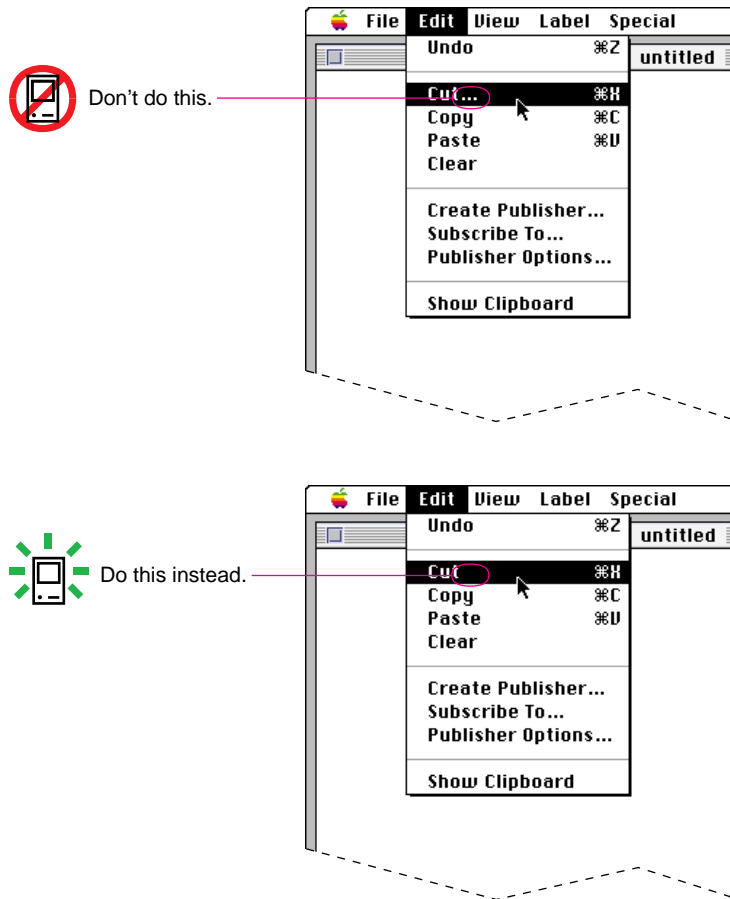 File Edit View Label Special
Undo ⌘Z
untitled
Don't do this.
Cut... ⌘X
Copy ⌘C
Paste ⌘V
Clear
Create Publisher...
Subscribe To...
Publisher Options...
Show Clipboard
File Edit View Label Special
Undo ⌘Z
untitled
Do this instead.
Cut ⌘X
Copy ⌘C
Paste ⌘V
Clear
Create Publisher...
Subscribe To...
Publisher Options...
Show Clipboard